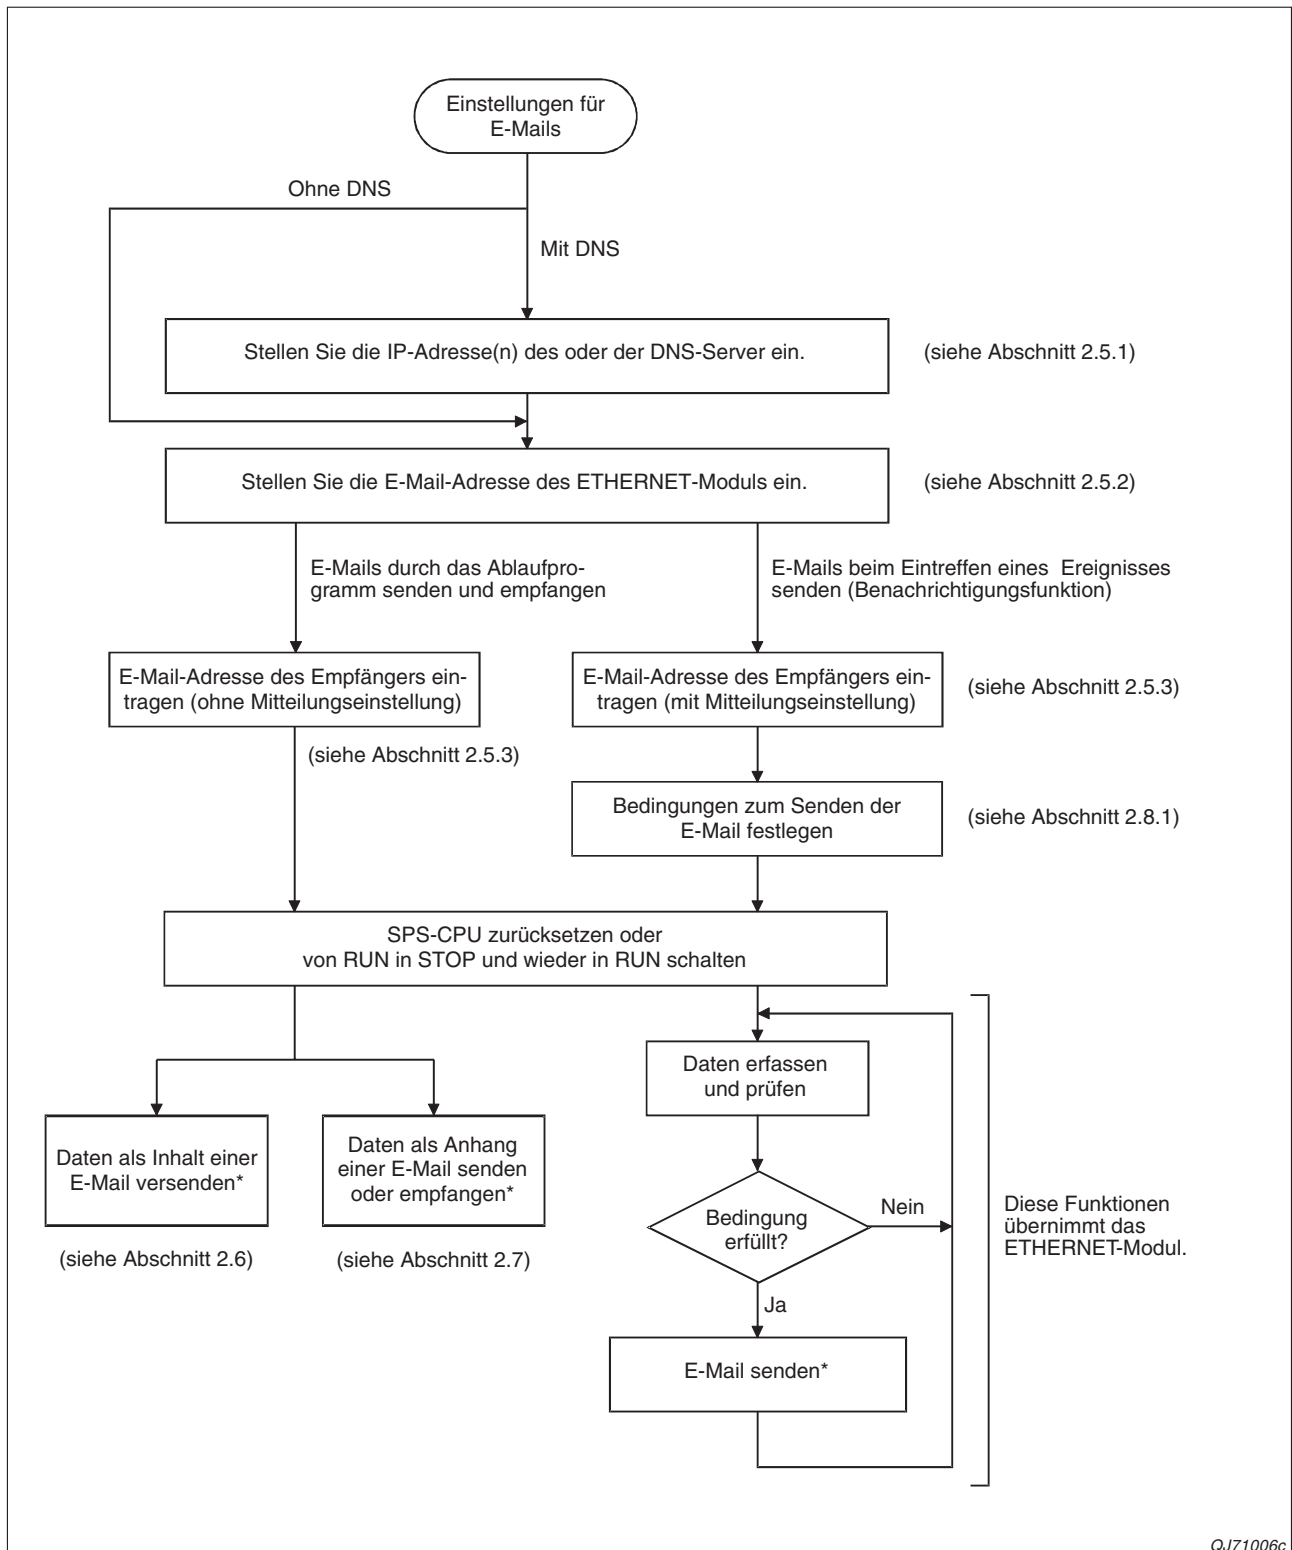 Einstellungen für
E-Mails
Ohne DNS
Mit DNS
Stellen Sie die IP-Adresse(n) des oder der DNS-Server ein.
(siehe Abschnitt 2.5.1)
Stellen Sie die E-Mail-Adresse des ETHERNET-Moduls ein.
(siehe Abschnitt 2.5.2)
E-Mails durch das Ablaufpro-
gramm senden und empfangen
E-Mails beim Eintreffen eines Ereignisses
senden (Benachrichtigungsfunktion)
E-Mail-Adresse des Empfängers ein-
tragen (ohne Mitteilungseinstellung)
E-Mail-Adresse des Empfängers ein-
tragen (mit Mitteilungseinstellung)
(siehe Abschnitt 2.5.3)
(siehe Abschnitt 2.5.3)
Bedingungen zum Senden der
E-Mail festlegen
(siehe Abschnitt 2.8.1)
SPS-CPU zurücksetzen oder
von RUN in STOP und wieder in RUN schalten
Daten erfassen
und prüfen
Daten als Inhalt einer
E-Mail versenden*
(siehe Abschnitt 2.6)
Daten als Anhang
einer E-Mail senden
oder empfangen*
(siehe Abschnitt 2.7)
Bedingung
erfüllt?
Nein
Ja
Diese Funktionen
übernimmt das
ETHERNET-Modul.
E-Mail senden*
QJ71006c